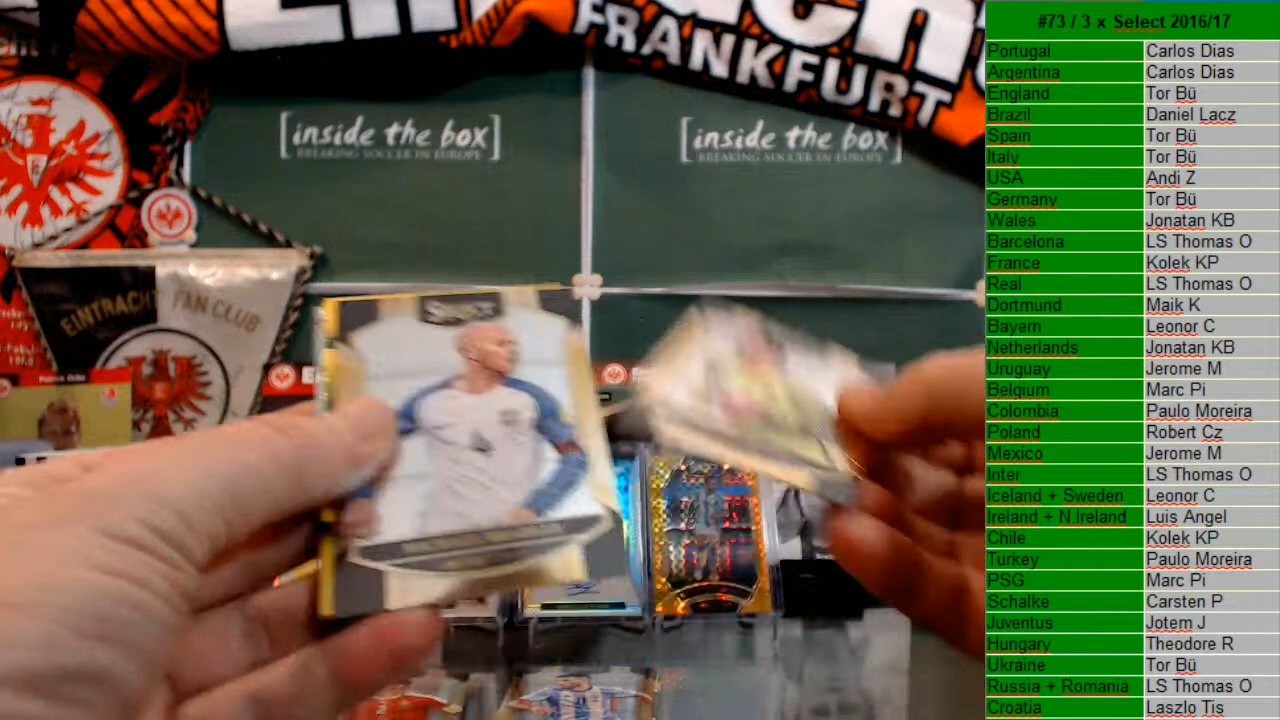 FRANKFURT
[inside the box]
BREAKING SOCCER IN EUROPE
[inside the box]
BREAKING SOCCER IN EUROPE
EINTRACHT FAN CLUB
Select
#73 / 3 x Select 2016/17
Portugal Carlos Dias
Argentina Carlos Dias
England Tor Bü
Brazil Daniel Lacz
Spain Tor Bü
Italy Tor Bü
USA Andi Z
Germany Tor Bü
Wales Jonatan KB
Barcelona LS Thomas O
France Kolek KP
Real LS Thomas O
Dortmund Maik K
Bayern Leonor C
Netherlands Jonatan KB
Uruguay Jerome M
Belgium Marc Pi
Colombia Paulo Moreira
Poland Robert Cz
Mexico Jerome M
Inter LS Thomas O
Iceland + Sweden Leonor C
Ireland + N.Ireland Luis Angel
Chile Kolek KP
Turkey Paulo Moreira
PSG Marc Pi
Schalke Carsten P
Juventus Jotem J
Hungary Theodore R
Ukraine Tor Bü
Russia + Romania LS Thomas O
Croatia Laszlo Tis